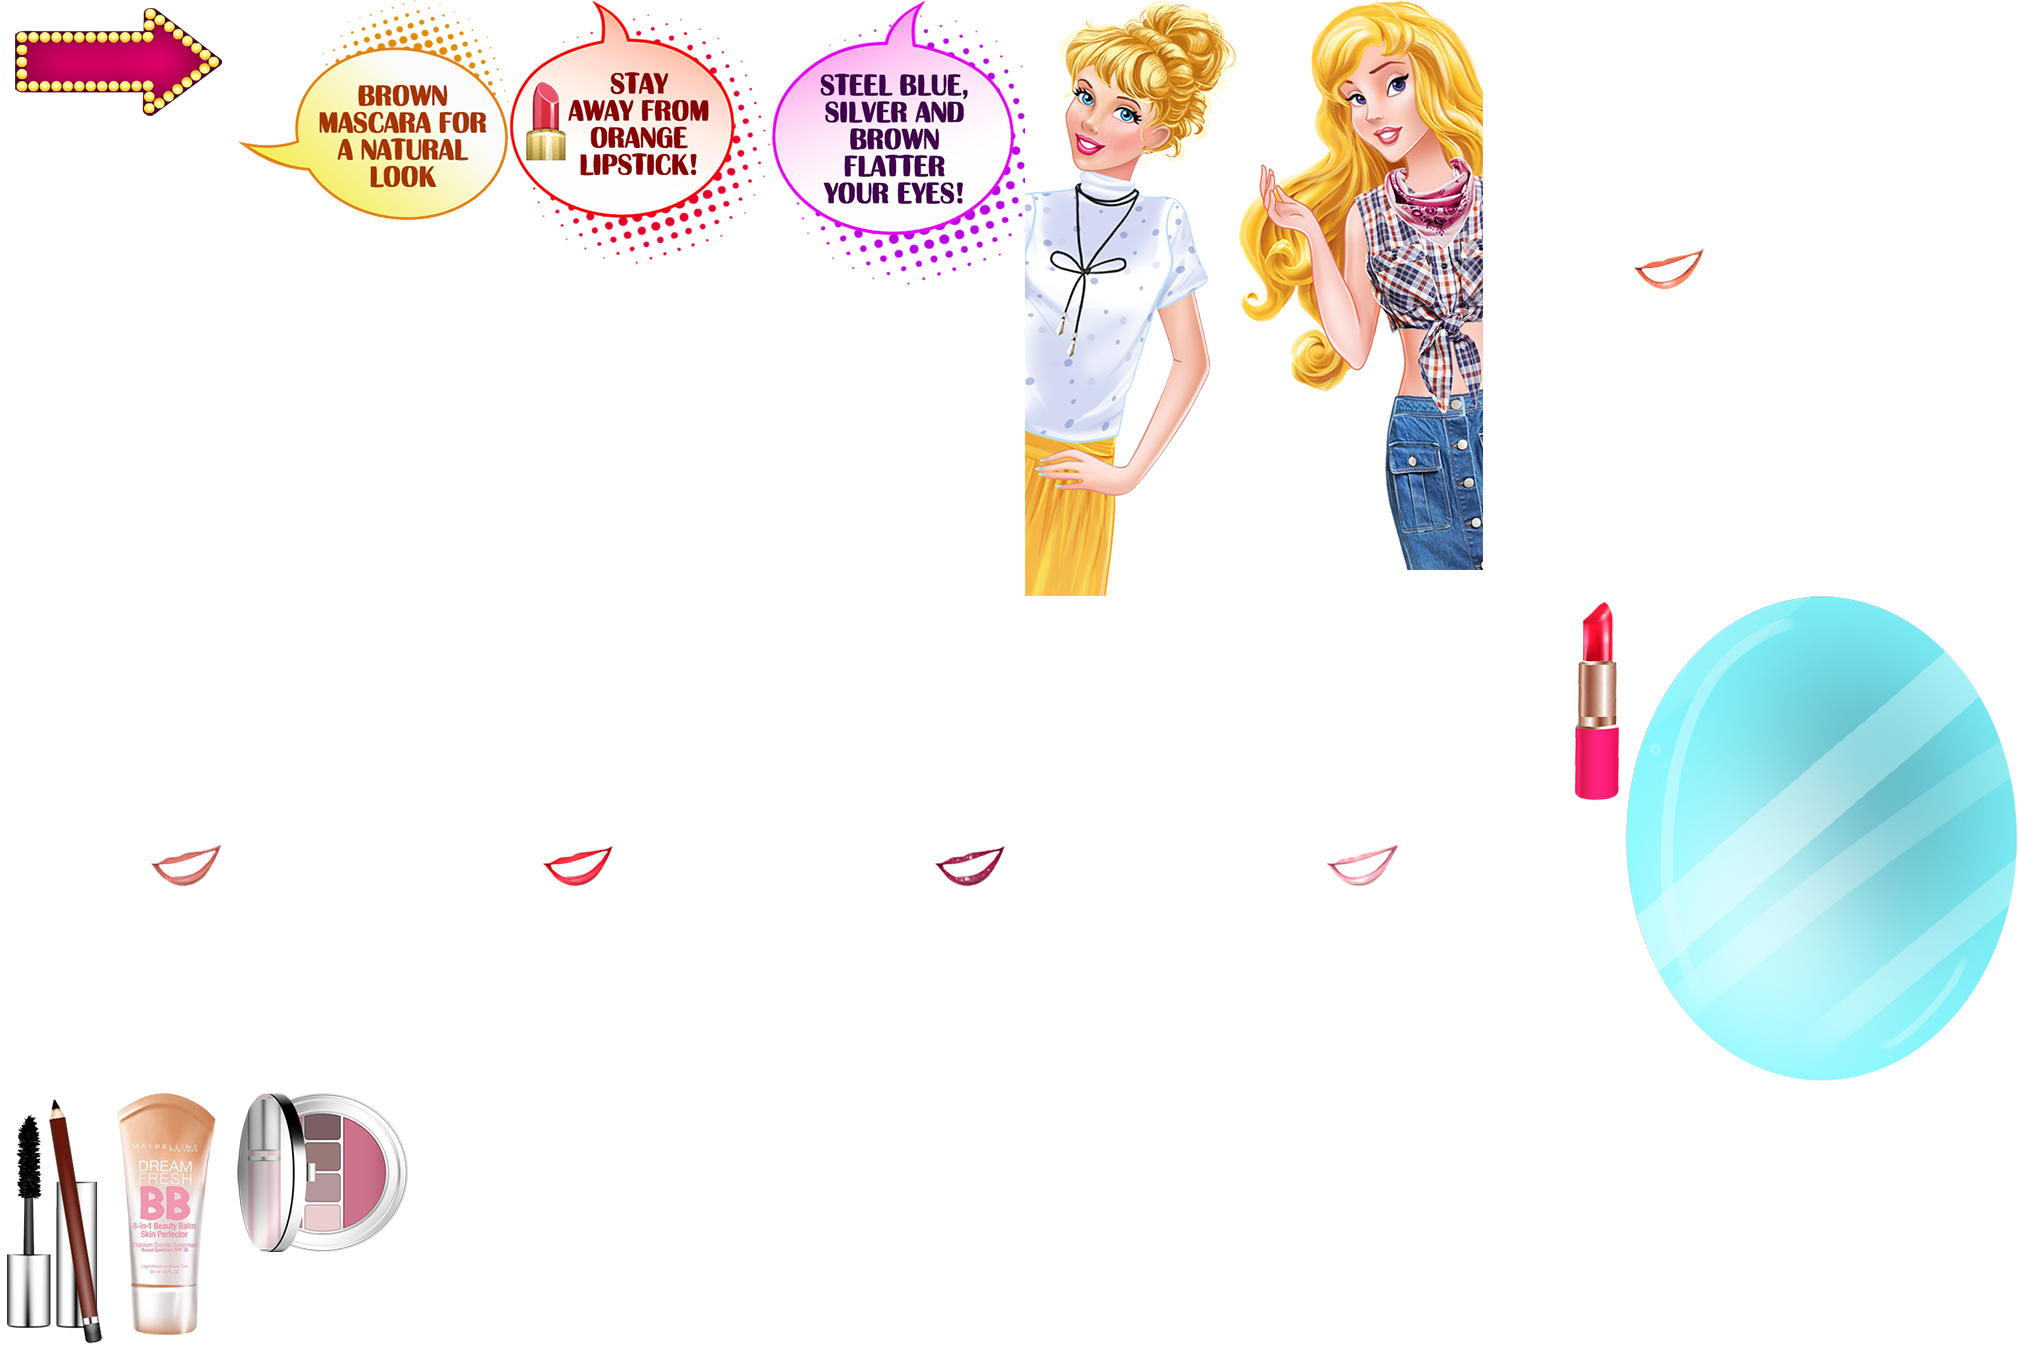 BROWN
MASCARA FOR
A NATURAL
LOOK
STAY
AWAY FROM
ORANGE
LIPSTICK!
STEEL BLUE,
SILVER AND
BROWN
FLATTER
YOUR EYES!
MAYBELLINE
DREAM
FRESH
BB
8-in-1 Beauty Balm
Skin Perfector